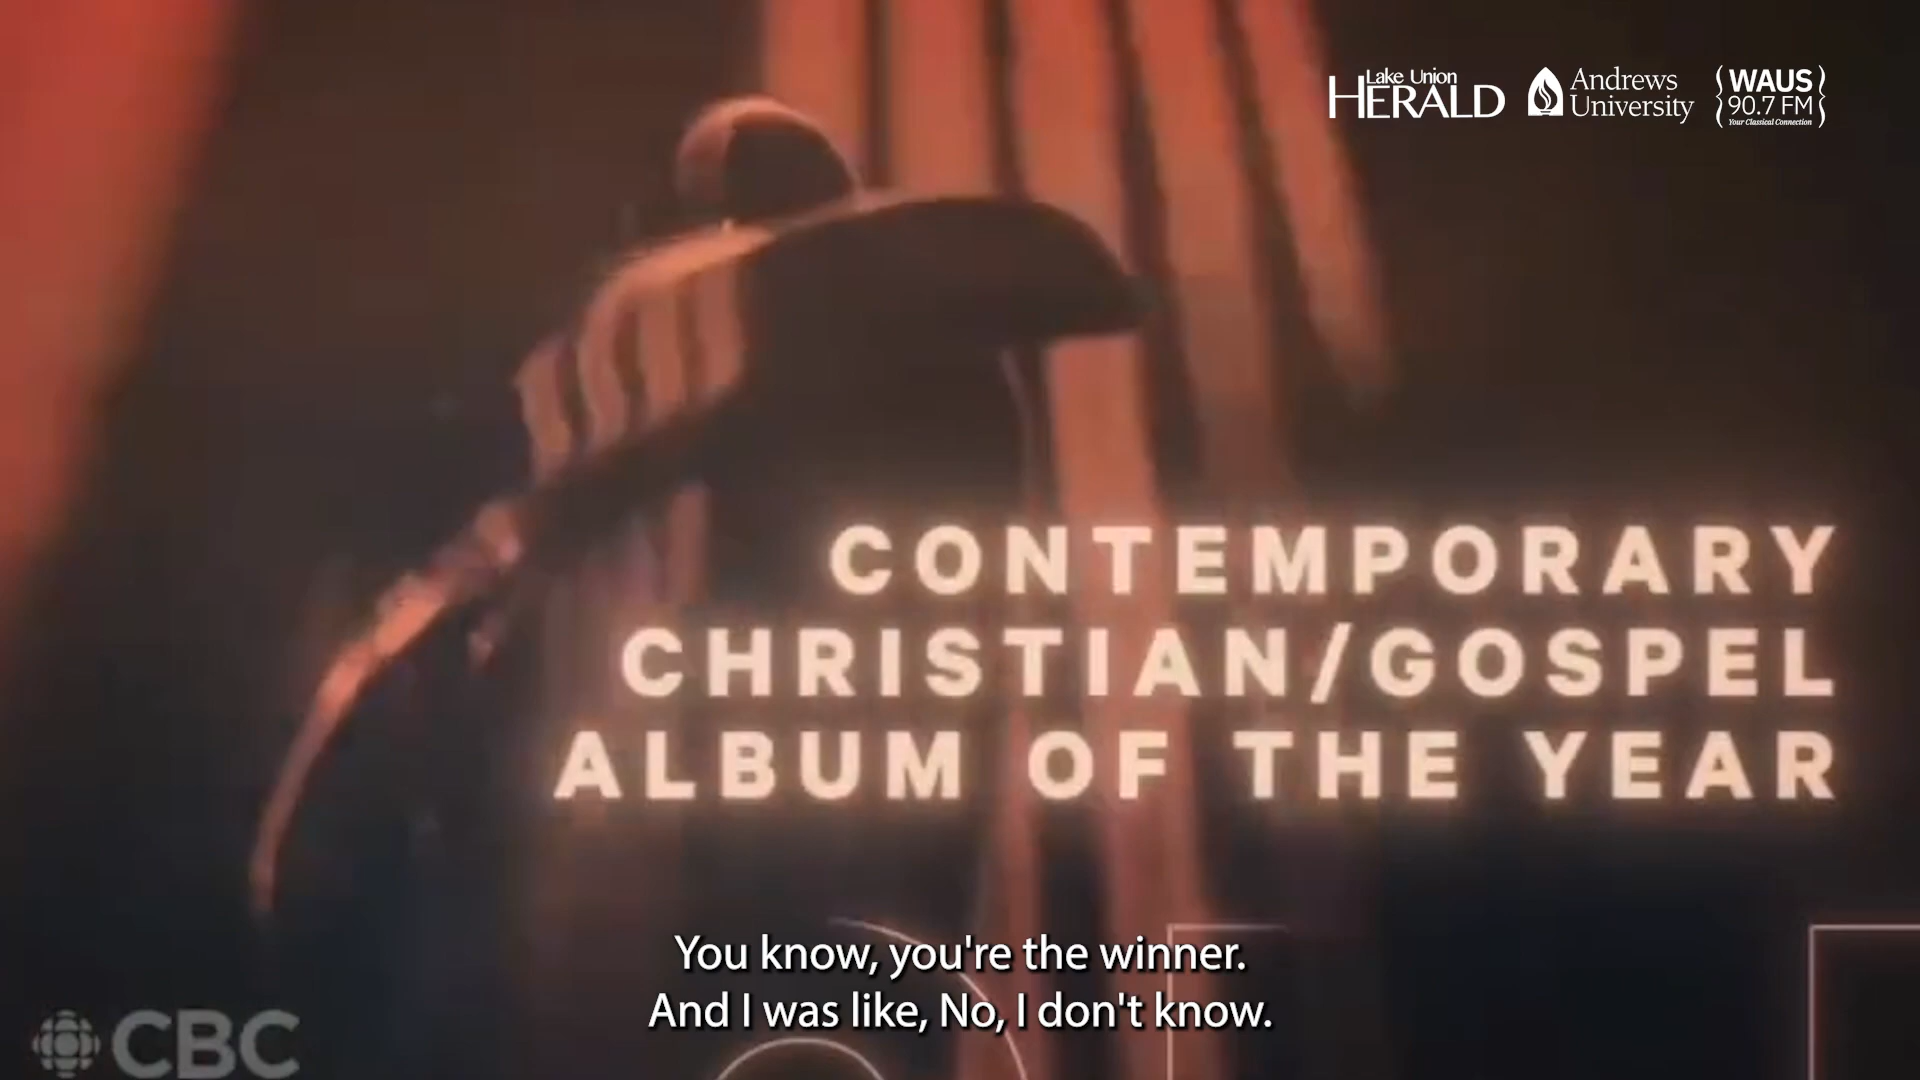 Lake Union
HERALD
Andrews
University
WAUS
90.7 FM
Your Classical Connection
CONTEMPORARY
CHRISTIAN/GOSPEL
ALBUM OF THE YEAR
You know, you're the winner.
And I was like, No, I don't know.
CBC